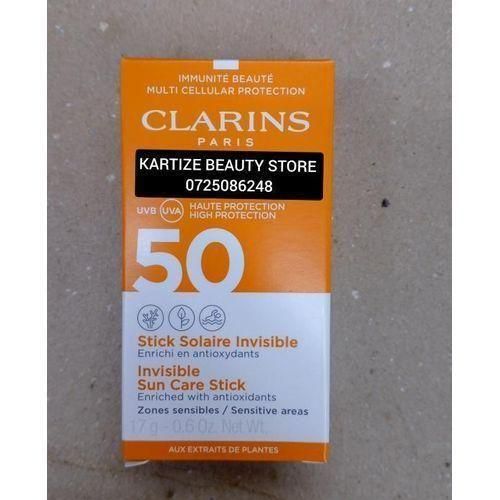 IMMUNITÉ BEAUTÉ
MULTI CELLULAR PROTECTION
CLARINS
PARIS
KARTIZE BEAUTY STORE
0725086248
UVB UVA HAUTE PROTECTION
HIGH PROTECTION
50
Stick Solaire Invisible
Enrichi en antioxydants
Invisible
Sun Care Stick
Enriched with antioxidants
Zones sensibles / Sensitive areas
17 g - 0.6 Oz. Net Wt.
AUX EXTRAITS DE PLANTES